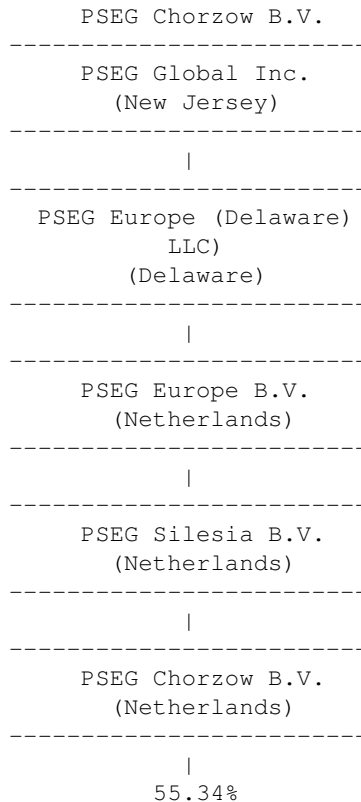 PSEG Chorzow B.V.
-------------------------
PSEG Global Inc.
(New Jersey)
-------------------------
|
-------------------------
PSEG Europe (Delaware)
LLC)
(Delaware)
-------------------------
|
-------------------------
PSEG Europe B.V.
(Netherlands)
-------------------------
|
-------------------------
PSEG Silesia B.V.
(Netherlands)
-------------------------
|
-------------------------
PSEG Chorzow B.V.
(Netherlands)
-------------------------
|
55.34%